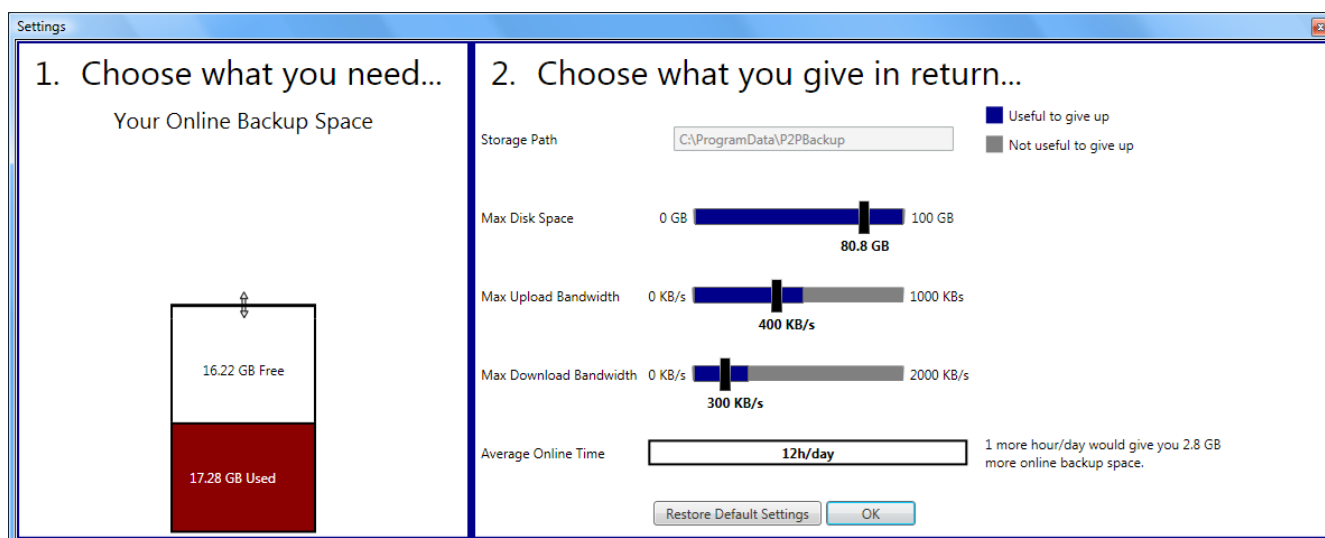 Settings
1. Choose what you need...
Your Online Backup Space
16.22 GB Free
17.28 GB Used
2. Choose what you give in return...
Useful to give up
Not useful to give up
Storage Path C:\ProgramData\P2PBackup
Max Disk Space 0 GB 100 GB
80.8 GB
Max Upload Bandwidth 0 KB/s 1000 KBs
400 KB/s
Max Download Bandwidth 0 KB/s 2000 KB/s
300 KB/s
Average Online Time 12h/day
1 more hour/day would give you 2.8 GB
more online backup space.
Restore Default Settings OK